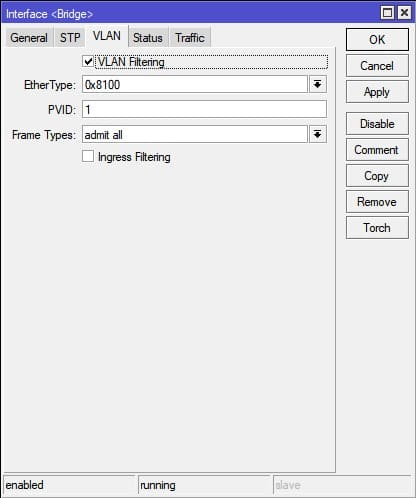 Interface <Bridge>
General STP VLAN Status Traffic
VLAN Filtering
EtherType: 0x8100
PVID: 1
Frame Types: admit all
Ingress Filtering
OK
Cancel
Apply
Disable
Comment
Copy
Remove
Torch
enabled running slave